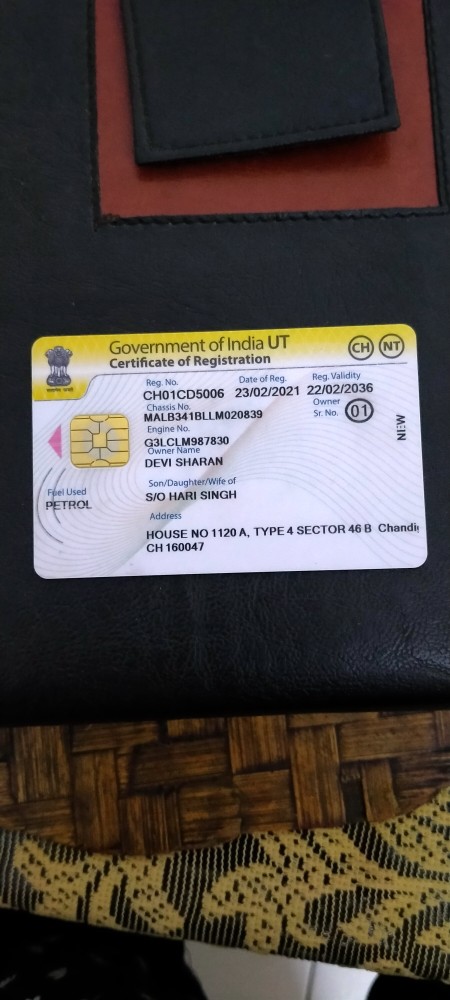 Government of India UT
Certificate of Registration
CH NT
Reg. No. Date of Reg. Reg. Validity
CH01CD5006 23/02/2021 22/02/2036
Chassis No. Owner
MALB341BLLM020839 Sr. No. 01
NEW
Engine No.
G3LCLM987830
Owner Name
DEVI SHARAN
Son/Daughter/Wife of
S/O HARI SINGH
Fuel Used
PETROL
Address
HOUSE NO 1120 A, TYPE 4 SECTOR 46 B Chandi
CH 160047